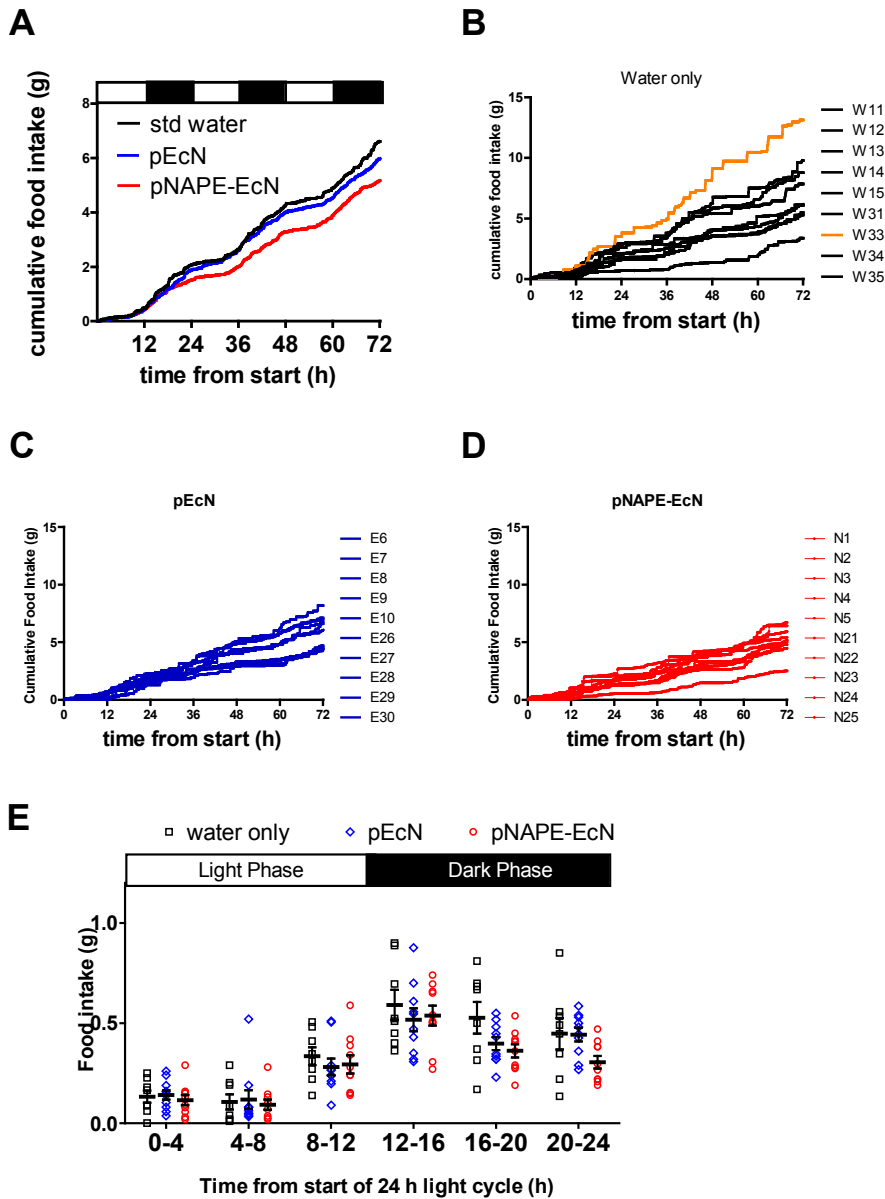 A
cumulative food intake (g)
8
6
4
2
0
std water
pEcN
pNAPE-EcN
12 24 36 48 60 72
time from start (h)
B
Water only
cumulative food intake (g)
15
10
5
0
0 12 24 36 48 60 72
time from start (h)
W11
W12
W13
W14
W15
W31
W33
W34
W35
C
pEcN
Cumulative Food Intake (g)
15
10
5
0
0 12 24 36 48 60 72
time from start (h)
E6
E7
E8
E9
E10
E26
E27
E28
E29
E30
D
pNAPE-EcN
Cumulative Food Intake (g)
15
10
5
0
0 12 24 36 48 60 72
time from start (h)
N1
N2
N3
N4
N5
N21
N22
N23
N24
N25
E
water only pEcN pNAPE-EcN
Light Phase Dark Phase
Food intake (g)
1.0
0.5
0.0
0-4 4-8 8-12 12-16 16-20 20-24
Time from start of 24 h light cycle (h)